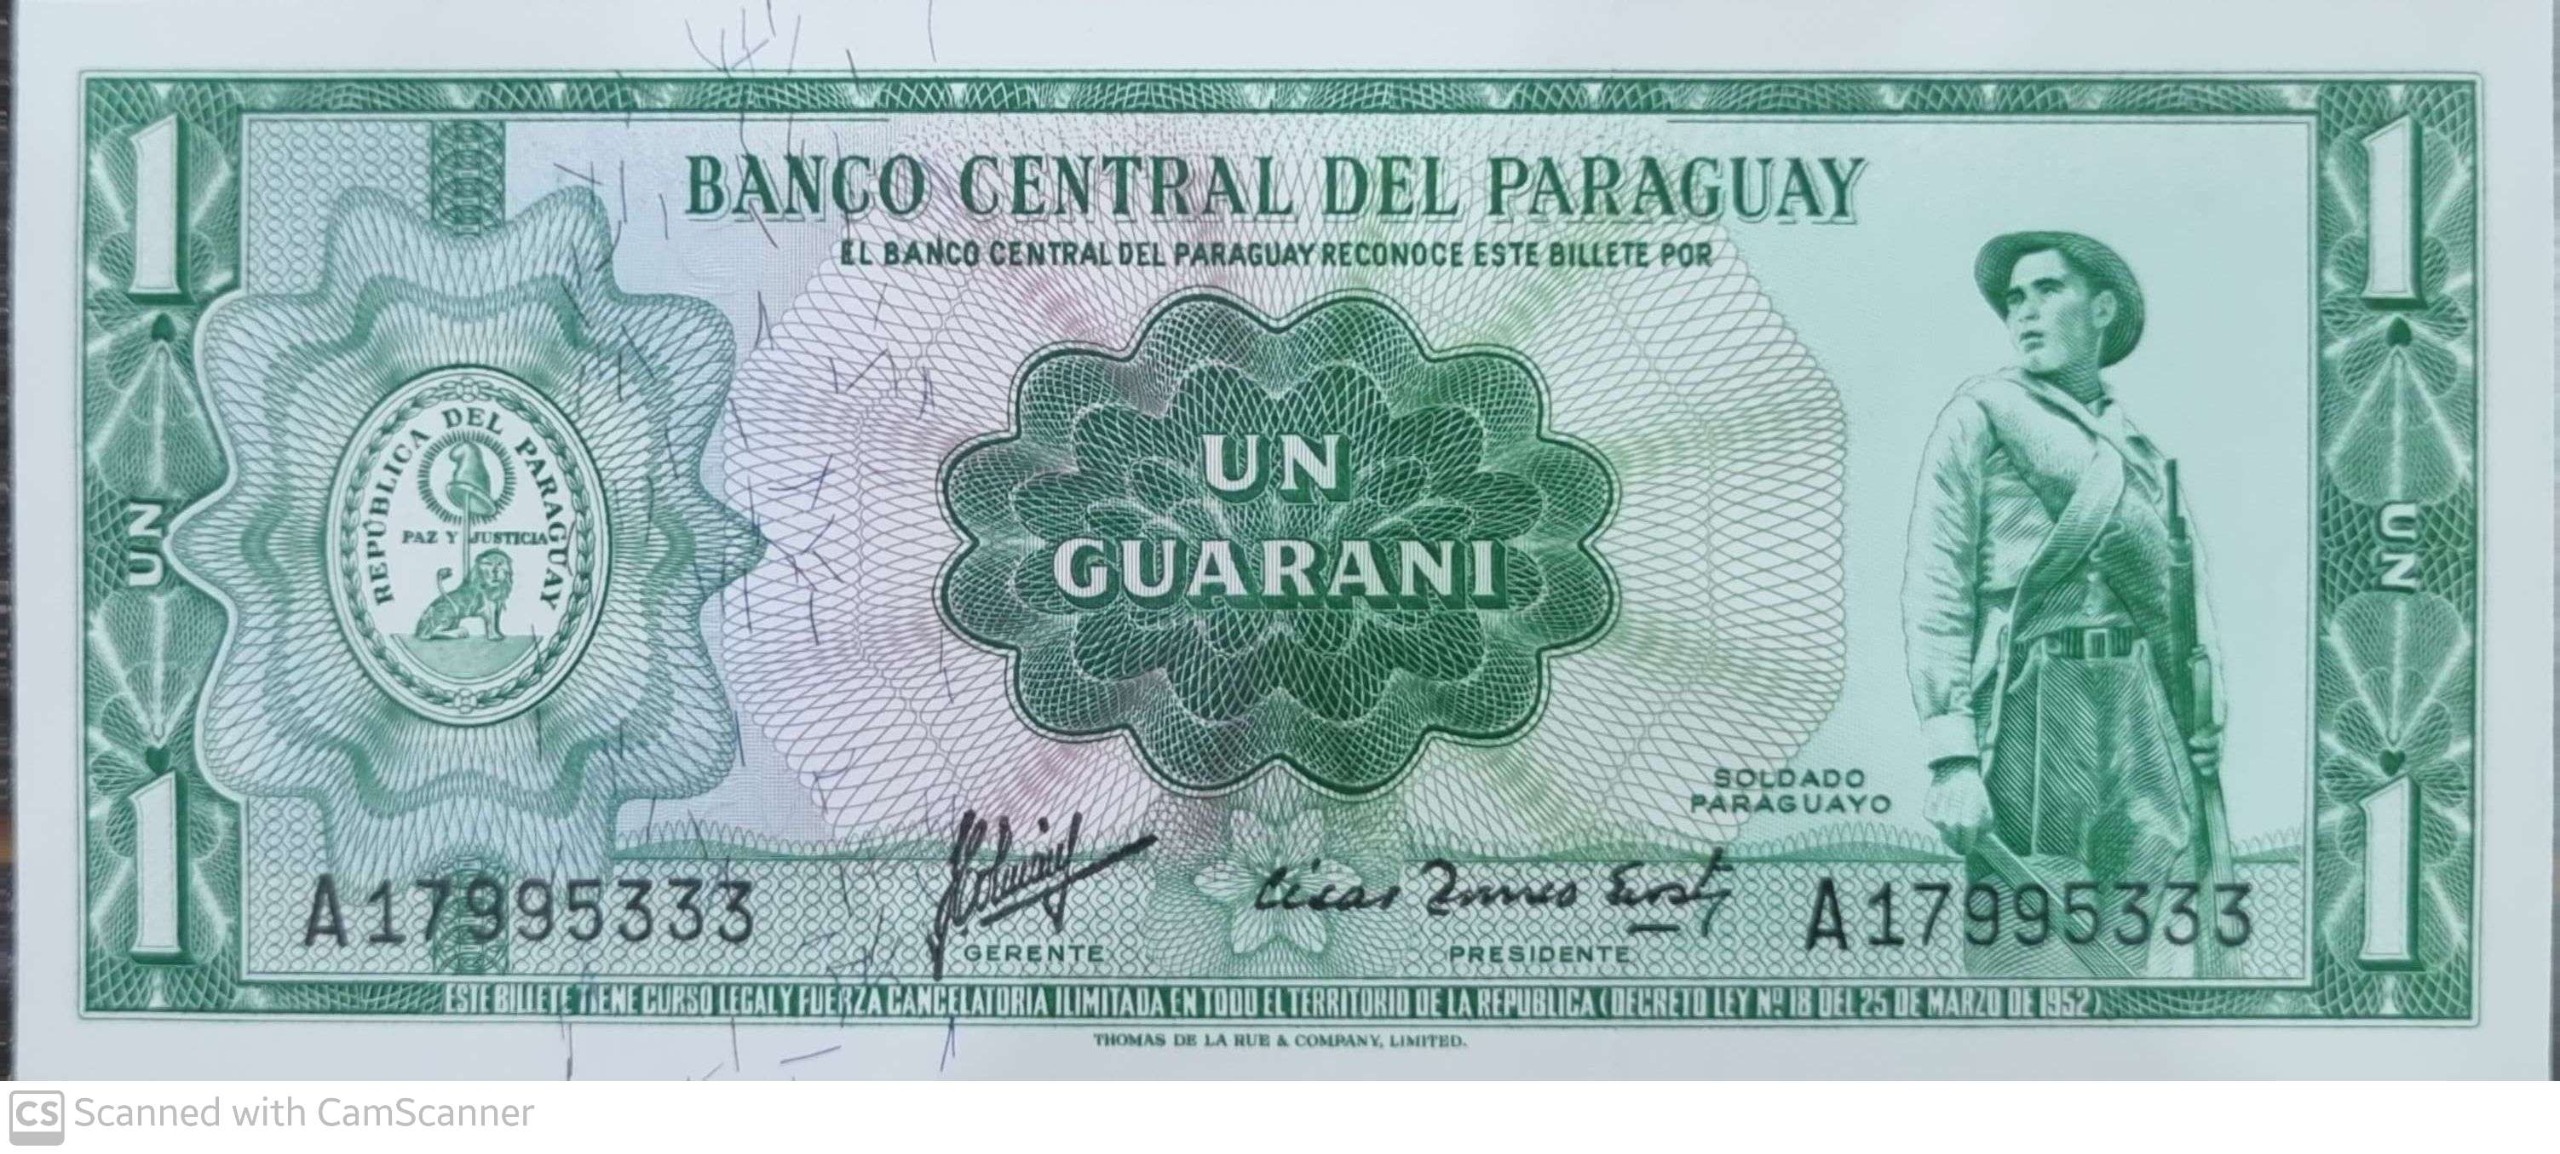 1
1
BANCO CENTRAL DEL PARAGUAY
EL BANCO CENTRAL DEL PARAGUAY RECONOCE ESTE BILLETE POR
REPÚBLICA DEL PARAGUAY
PAZ Y JUSTICIA
UN
GUARANI
UN
UN
SOLDADO
PARAGUAYO
A17995333
A17995333
GERENTE
PRESIDENTE
1
1
ESTE BILLETE TIENE CURSO LEGAL Y FUERZA CANCELATORIA ILIMITADA EN TODO EL TERRITORIO DE LA REPUBLICA (DECRETO LEY Nº 18 DEL 25 DE MARZO DE 1952)
THOMAS DE LA RUE & COMPANY, LIMITED.
CS Scanned with CamScanner